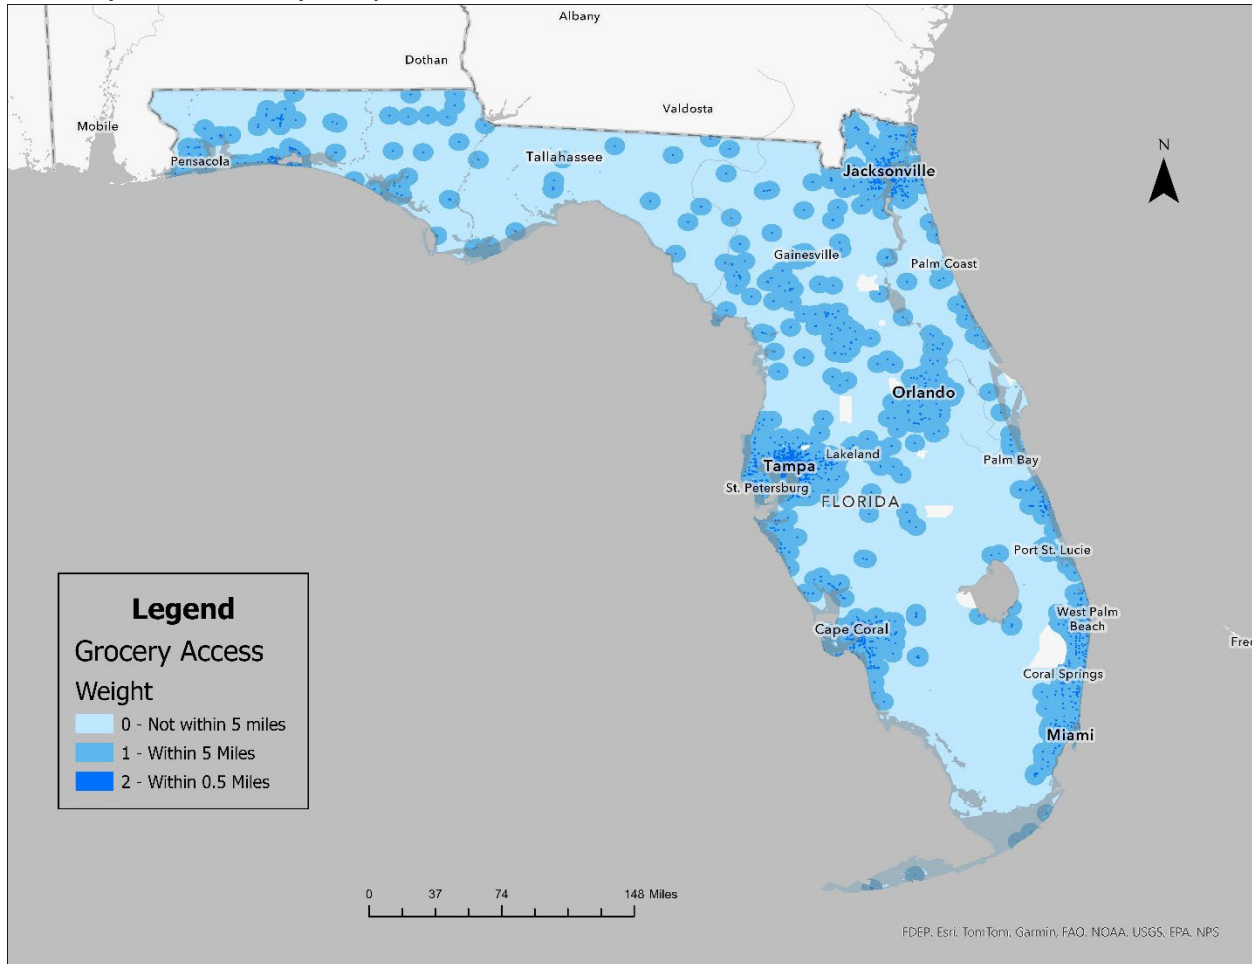 Albany
Dothan
Valdosta
Mobile
Pensacola
Tallahassee
Jacksonville
N
Gainesville
Palm Coast
Orlando
Lakeland
Palm Bay
Tampa
St. Petersburg
FLORIDA
Port St. Lucie
West Palm
Beach
Cape Coral
Free
Coral Springs
Miami
Legend
Grocery Access
Weight
0 - Not within 5 miles
1 - Within 5 Miles
2 - Within 0.5 Miles
0 37 74 148 Miles
FDEP, Esri, TomTom, Garmin, FAO, NOAA, USGS, EPA, NPS